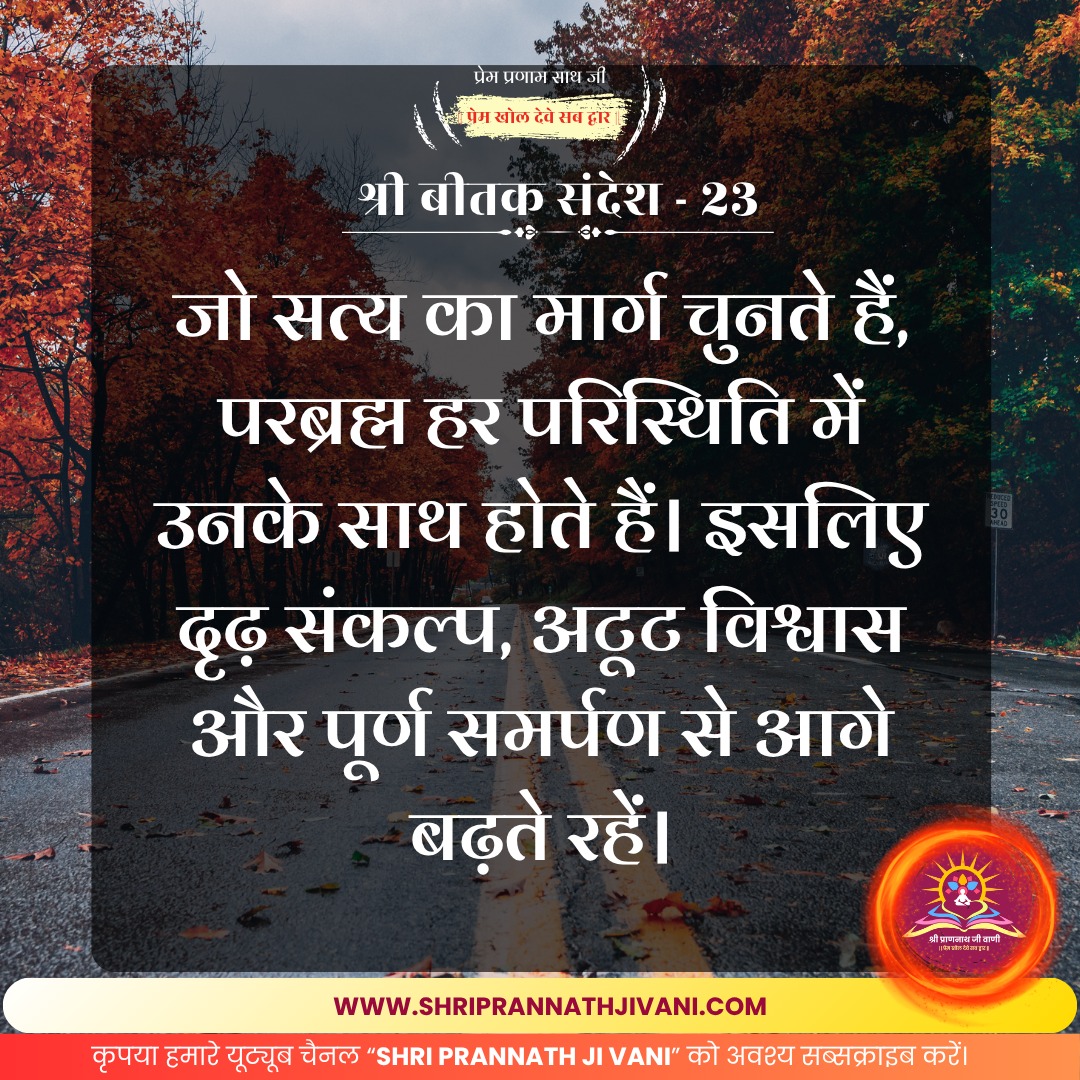 प्रेम प्रणाम साथ जी
॥ प्रेम खोल देवे सब द्वार ॥
श्री बीतक संदेश - 23
जो सत्य का मार्ग चुनते हैं,
परब्रह्म हर परिस्थिति में
उनके साथ होते हैं। इसलिए
दृढ़ संकल्प, अटूट विश्वास
और पूर्ण समर्पण से आगे
बढ़ते रहें।
REDUCED
SPEED
30
AHEAD
श्री प्राणनाथ जी वाणी
॥ प्रेम खोल देवे सब द्वार ॥
WWW.SHRIPRANNATHJIVANI.COM
कृपया हमारे यूट्यूब चैनल “SHRI PRANNATH JI VANI” को अवश्य सब्सक्राइब करें।